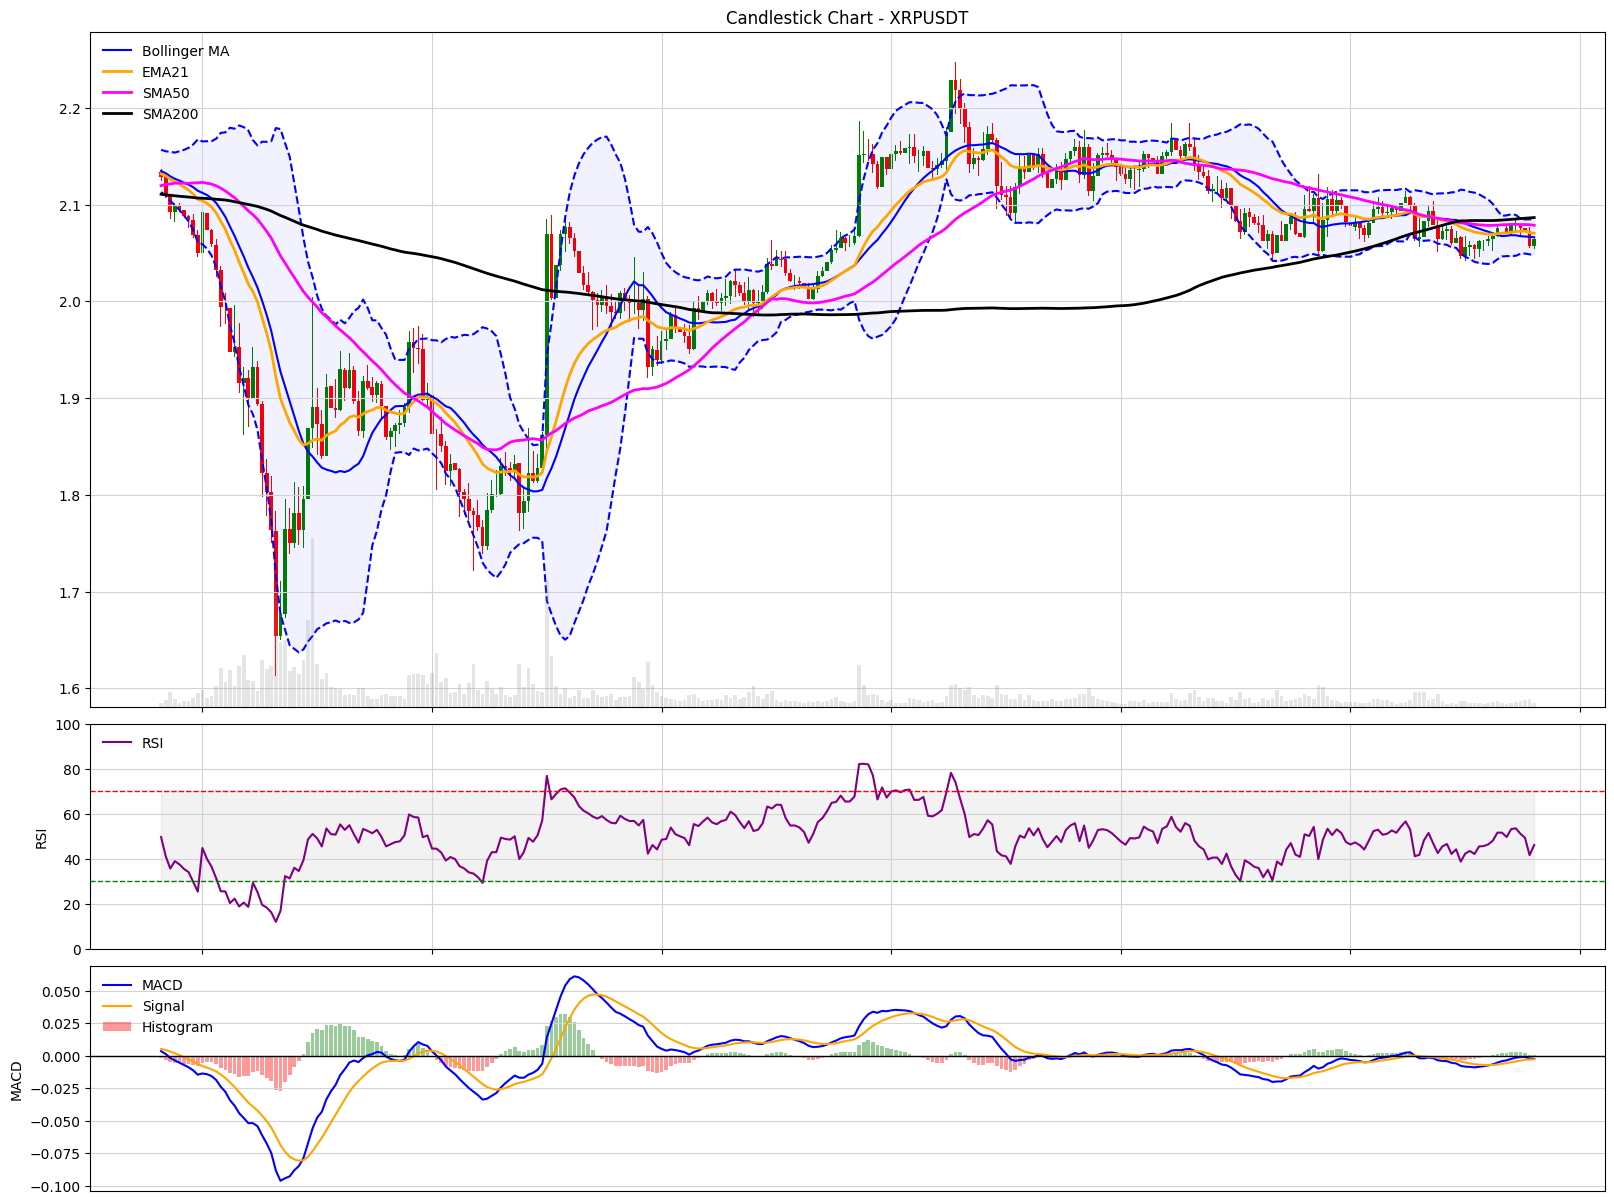 Candlestick Chart - XRPUSDT
Bollinger MA
EMA21
SMA50
SMA200
2.2
2.1
2.0
1.9
1.8
1.7
1.6
RSI
100
80
60
40
20
0
RSI
MACD
Signal
Histogram
0.050
0.025
0.000
−0.025
−0.050
−0.075
−0.100
MACD